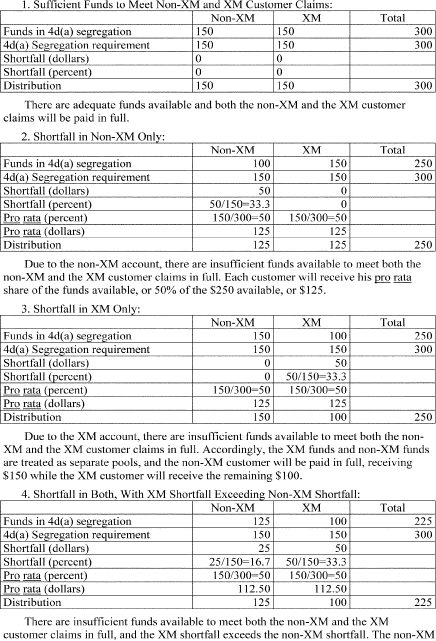 1. Sufficient Funds to Meet Non-XM and XM Customer Claims:
Non-XM XM Total
Funds in 4d(a) segregation 150 150 300
4d(a) Segregation requirement 150 150 300
Shortfall (dollars) 0 0
Shortfall (percent) 0 0
Distribution 150 150 300
There are adequate funds available and both the non-XM and the XM customer
claims will be paid in full.
2. Shortfall in Non-XM Only:
Non-XM XM Total
Funds in 4d(a) segregation 100 150 250
4d(a) Segregation requirement 150 150 300
Shortfall (dollars) 50 0
Shortfall (percent) 50/150=33.3 0
Pro rata (percent) 150/300=50 150/300=50
Pro rata (dollars) 125 125
Distribution 125 125 250
Due to the non-XM account, there are insufficient funds available to meet both the
non-XM and the XM customer claims in full. Each customer will receive his pro rata
share of the funds available, or 50% of the $250 available, or $125.
3. Shortfall in XM Only:
Non-XM XM Total
Funds in 4d(a) segregation 150 100 250
4d(a) Segregation requirement 150 150 300
Shortfall (dollars) 0 50
Shortfall (percent) 0 50/150=33.3
Pro rata (percent) 150/300=50 150/300=50
Pro rata (dollars) 125 125
Distribution 150 100 250
Due to the XM account, there are insufficient funds available to meet both the non-
XM and the XM customer claims in full. Accordingly, the XM funds and non-XM funds
are treated as separate pools, and the non-XM customer will be paid in full, receiving
$150 while the XM customer will receive the remaining $100.
4. Shortfall in Both, With XM Shortfall Exceeding Non-XM Shortfall:
Non-XM XM Total
Funds in 4d(a) segregation 125 100 225
4d(a) Segregation requirement 150 150 300
Shortfall (dollars) 25 50
Shortfall (percent) 25/150=16.7 50/150=33.3
Pro rata (percent) 150/300=50 150/300=50
Pro rata (dollars) 112.50 112.50
Distribution 125 100 225
There are insufficient funds available to meet both the non-XM and the XM
customer claims in full, and the XM shortfall exceeds the non-XM shortfall. The non-XM